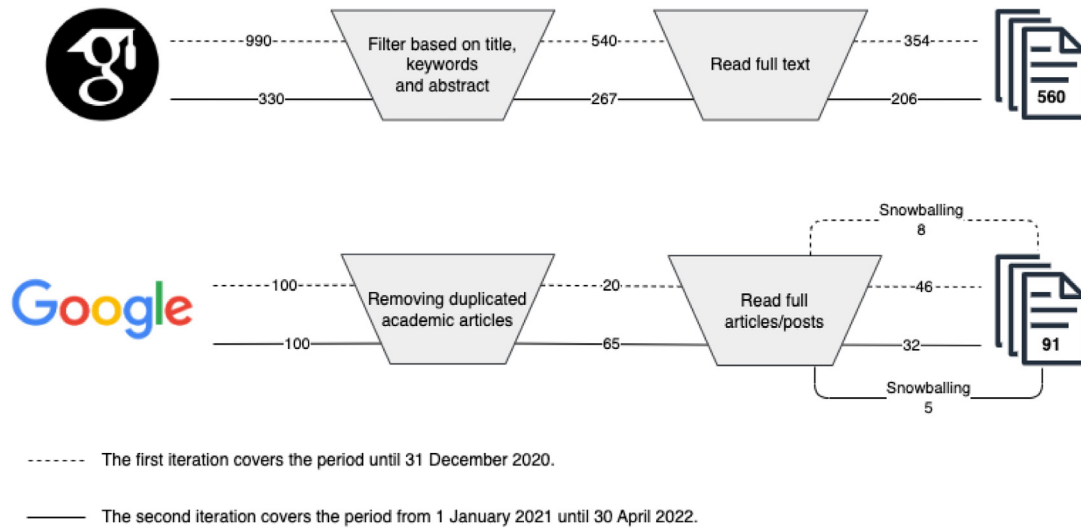 990
Filter based on title,
keywords
and abstract
540
Read full text
354
330
267
206
560
Snowballing
8
Google
100
Removing duplicated
academic articles
20
Read full
articles/posts
46
100
65
32
91
Snowballing
5
The first iteration covers the period until 31 December 2020.
The second iteration covers the period from 1 January 2021 until 30 April 2022.